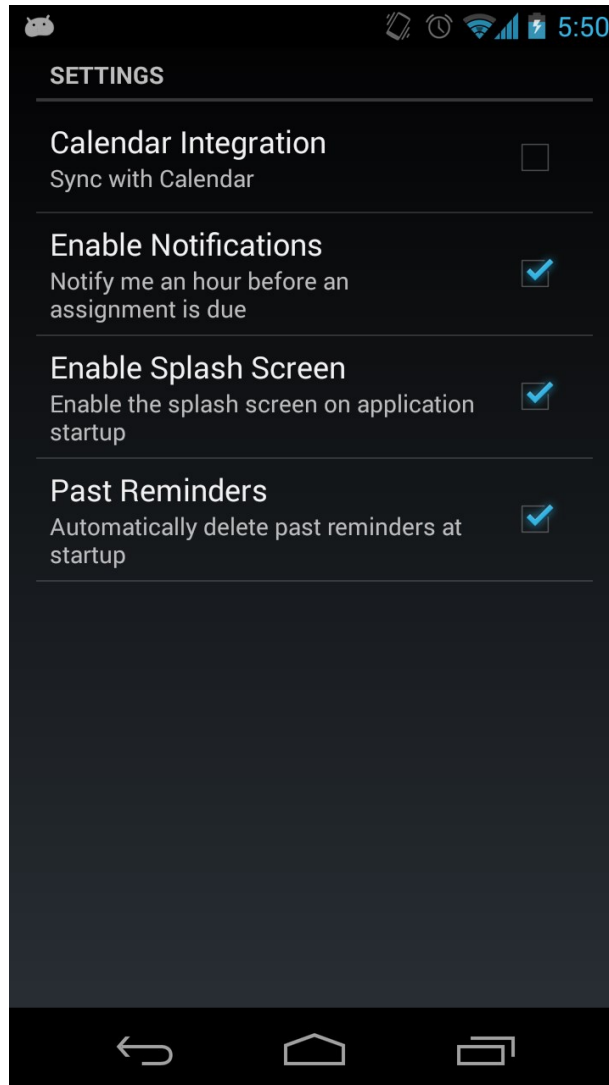 5:50
SETTINGS
Calendar Integration
Sync with Calendar
Enable Notifications
Notify me an hour before an
assignment is due
Enable Splash Screen
Enable the splash screen on application
startup
Past Reminders
Automatically delete past reminders at
startup